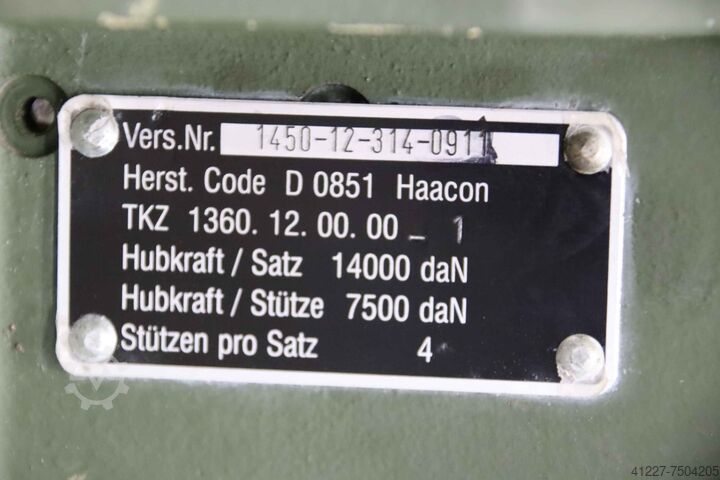 Vers.Nr. 1450-12-314-0911
Herst. Code D 0851 Haacon
TKZ 1360. 12. 00. 00 - 1
Hubkraft / Satz 14000 daN
Hubkraft / Stütze 7500 daN
Stützen pro Satz 4
41227-7504205